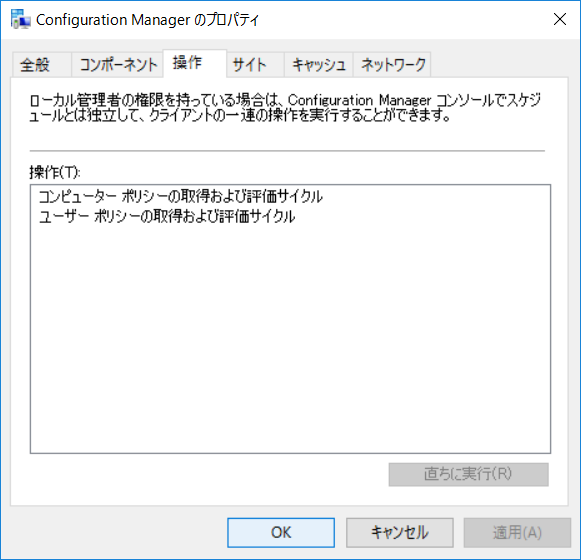 Configuration Manager のプロパティ
全般 コンポーネント 操作 サイト キャッシュ ネットワーク
ローカル管理者の権限を持っている場合は、Configuration Manager コンソールでスケジ
ュールとは独立して、クライアントの一連の操作を実行することができます。
操作(T):
コンピューター ポリシーの取得および評価サイクル
ユーザー ポリシーの取得および評価サイクル
直ちに実行(R)
OK キャンセル 適用(A)